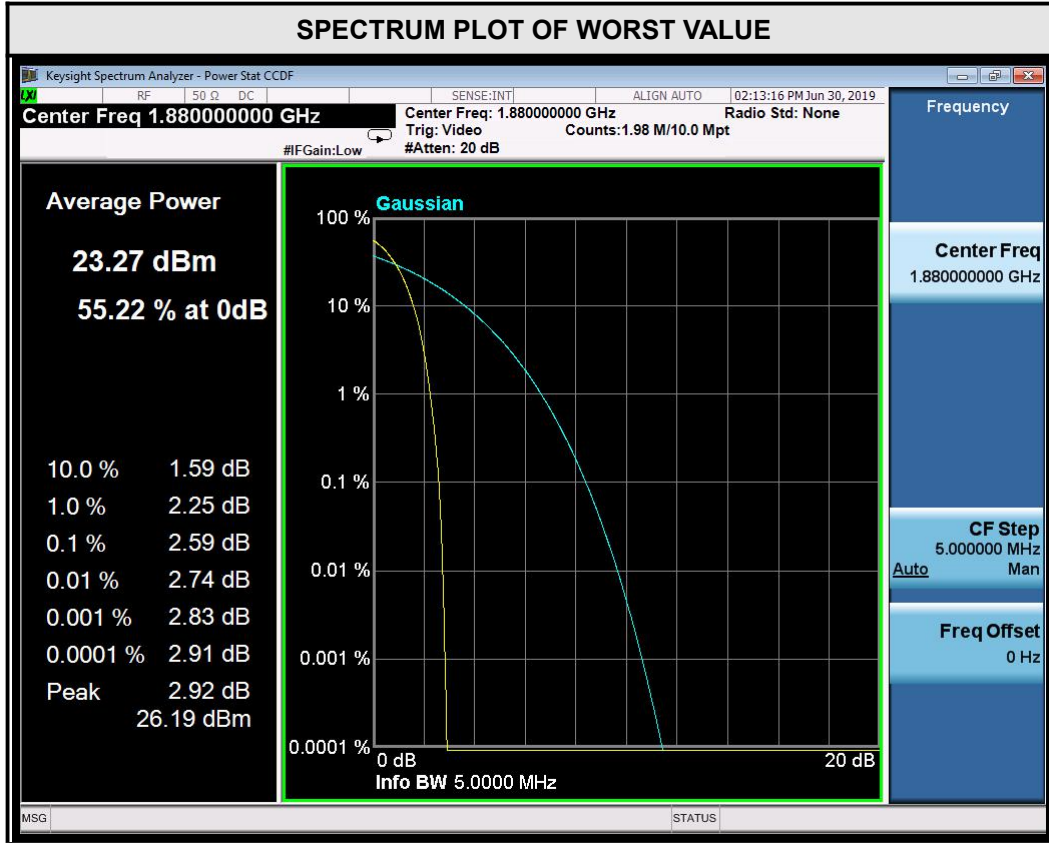 SPECTRUM PLOT OF WORST VALUE
Keysight Spectrum Analyzer - Power Stat CCDF
LXI RF 50 Ω DC SENSE:INT ALIGN AUTO 02:13:16 PM Jun 30, 2019
Center Freq 1.880000000 GHz
#IFGain:Low
Center Freq: 1.880000000 GHz Radio Std: None
Trig: Video Counts:1.98 M/10.0 Mpt
#Atten: 20 dB
Average Power
23.27 dBm
55.22 % at 0dB
10.0 % 1.59 dB
1.0 % 2.25 dB
0.1 % 2.59 dB
0.01 % 2.74 dB
0.001 % 2.83 dB
0.0001 % 2.91 dB
Peak 2.92 dB
26.19 dBm
Gaussian
100 %
10 %
1 %
0.1 %
0.01 %
0.001 %
0.0001 %
0 dB 20 dB
Info BW 5.0000 MHz
Frequency
Center Freq
1.880000000 GHz
CF Step
5.000000 MHz
Auto Man
Freq Offset
0 Hz
MSG STATUS